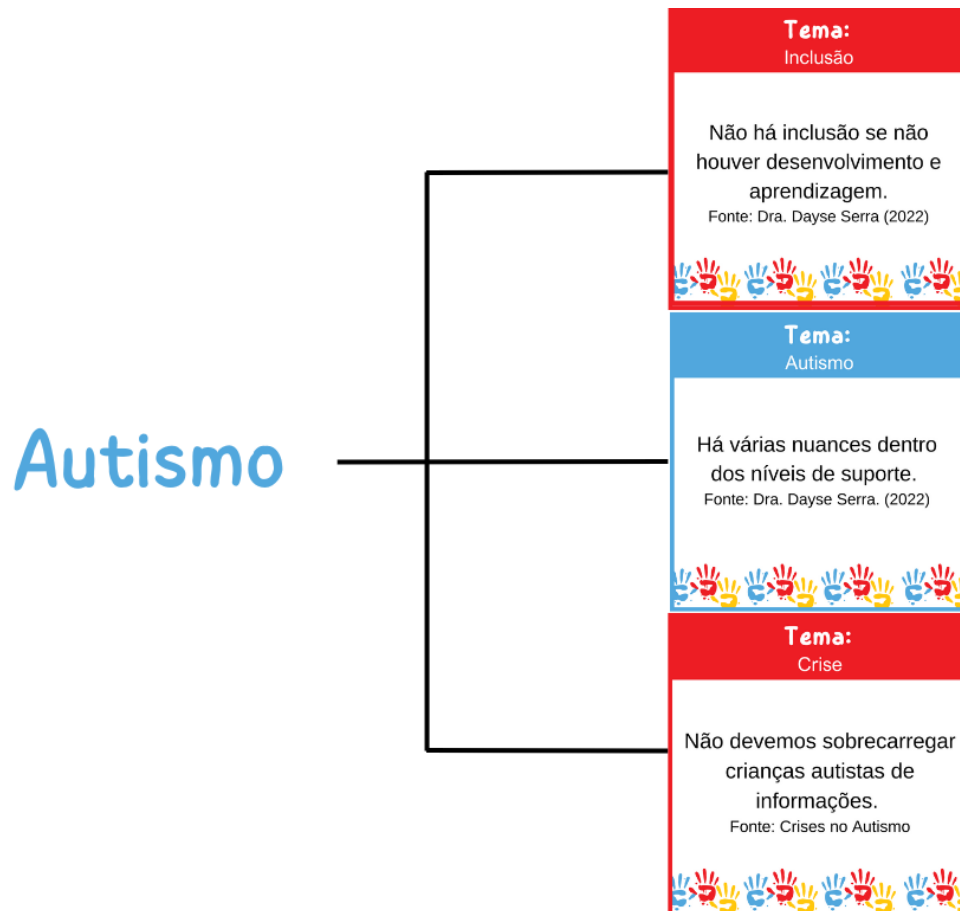 Autismo
Tema:
Inclusão
Não há inclusão se não
houver desenvolvimento e
aprendizagem.
Fonte: Dra. Dayse Serra (2022)
Tema:
Autismo
Há várias nuances dentro
dos níveis de suporte.
Fonte: Dra. Dayse Serra. (2022)
Tema:
Crise
Não devemos sobrecarregar
crianças autistas de
informações.
Fonte: Crises no Autismo